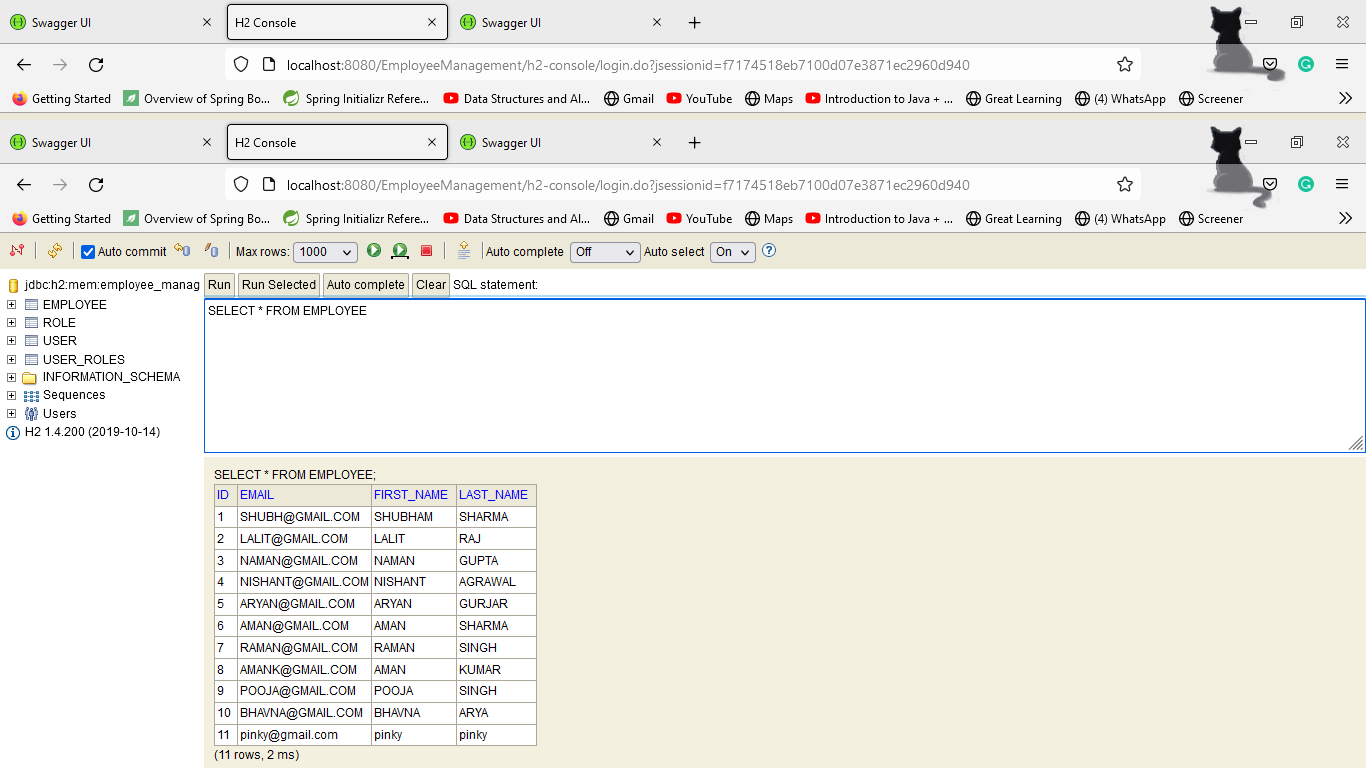 Swagger UI H2 Console Swagger UI
localhost:8080/EmployeeManagement/h2-console/login.do?jsessionid=f7174518eb7100d07e3871ec2960d940
Getting Started Overview of Spring Bo... Spring Initializr Refere... Data Structures and Al... Gmail YouTube Maps Introduction to Java + ... Great Learning (4) WhatsApp Screener
Swagger UI H2 Console Swagger UI
localhost:8080/EmployeeManagement/h2-console/login.do?jsessionid=f7174518eb7100d07e3871ec2960d940
Getting Started Overview of Spring Bo... Spring Initializr Refere... Data Structures and Al... Gmail YouTube Maps Introduction to Java + ... Great Learning (4) WhatsApp Screener
Auto commit Max rows: 1000 Auto complete Off Auto select On
jdbc:h2:mem:employee_manag
EMPLOYEE
ROLE
USER
USER_ROLES
INFORMATION_SCHEMA
Sequences
Users
H2 1.4.200 (2019-10-14)
Run Run Selected Auto complete Clear SQL statement:
SELECT * FROM EMPLOYEE
SELECT * FROM EMPLOYEE;
ID EMAIL FIRST_NAME LAST_NAME
1 SHUBH@GMAIL.COM SHUBHAM SHARMA
2 LALIT@GMAIL.COM LALIT RAJ
3 NAMAN@GMAIL.COM NAMAN GUPTA
4 NISHANT@GMAIL.COM NISHANT AGRAWAL
5 ARYAN@GMAIL.COM ARYAN GURJAR
6 AMAN@GMAIL.COM AMAN SHARMA
7 RAMAN@GMAIL.COM RAMAN SINGH
8 AMANK@GMAIL.COM AMAN KUMAR
9 POOJA@GMAIL.COM POOJA SINGH
10 BHAVNA@GMAIL.COM BHAVNA ARYA
11 pinky@gmail.com pinky pinky
(11 rows, 2 ms)